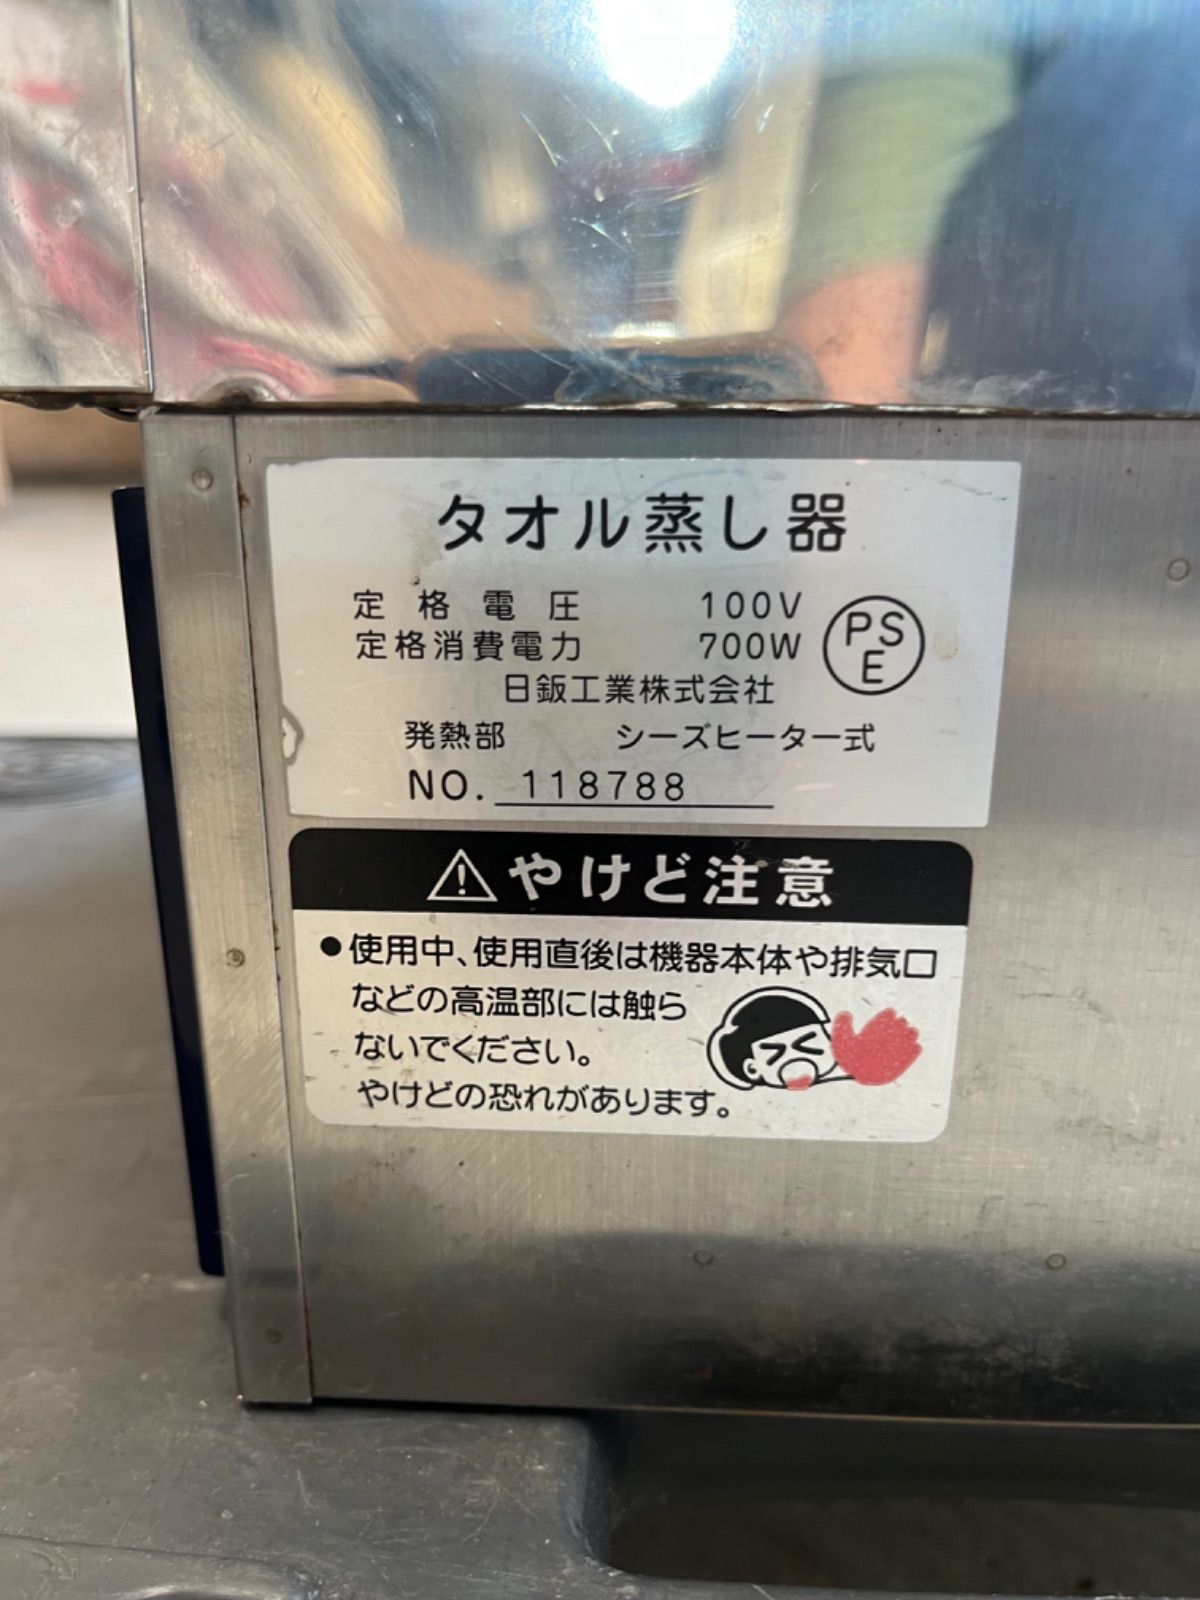 タオル蒸し器
定格電圧 100V
定格消費電力 700W
PSE
日鈑工業株式会社
発熱部 シーズヒーター式
NO. 118788
やけど注意
●使用中、使用直後は機器本体や排気口
などの高温部には触ら
ないでください。
やけどの恐れがあります。